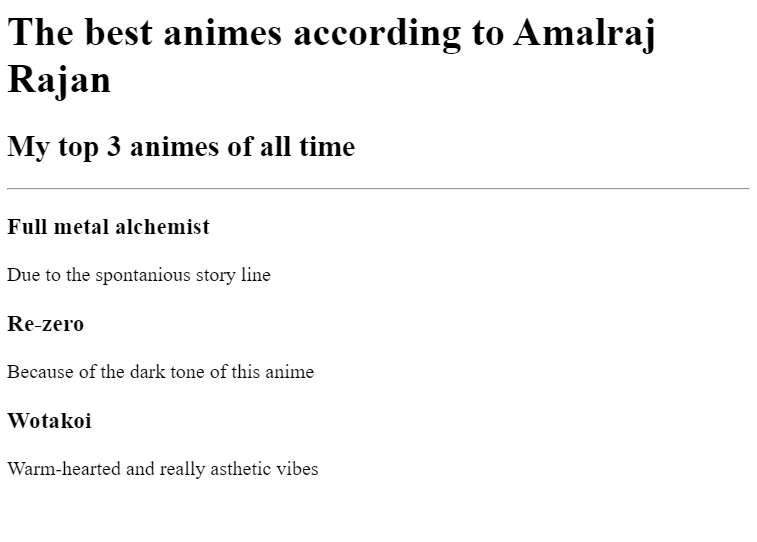 The best animes according to Amalraj
Rajan
My top 3 animes of all time
Full metal alchemist
Due to the spontanious story line
Re-zero
Because of the dark tone of this anime
Wotakoi
Warm-hearted and really asthetic vibes